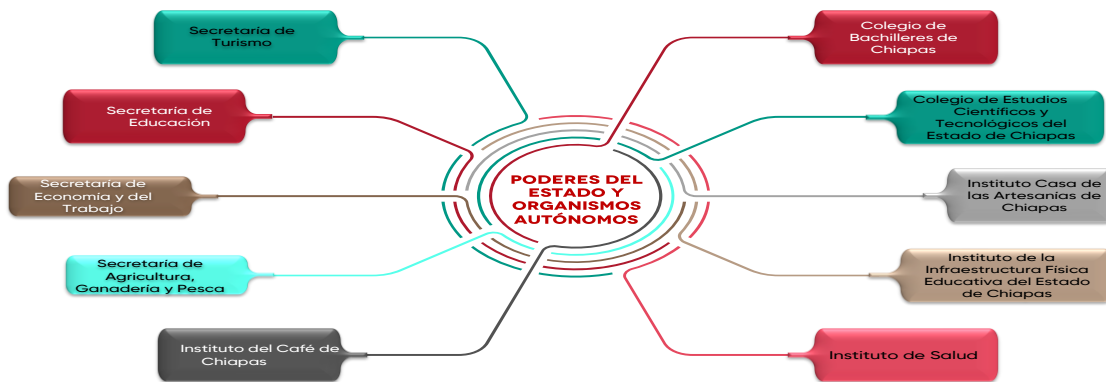 Secretaría de
Turismo
Secretaría de
Educación
Secretaría de
Economía y del
Trabajo
Secretaría de
Agricultura,
Ganadería y Pesca
Instituto del Café de
Chiapas
PODERES DEL
ESTADO Y
ORGANISMOS
AUTÓNOMOS
Colegio de
Bachilleres de
Chiapas
Colegio de Estudios
Científicos y
Tecnológicos del
Estado de Chiapas
Instituto Casa de
las Artesanías de
Chiapas
Instituto de la
Infraestructura Física
Educativa del Estado
de Chiapas
Instituto de Salud